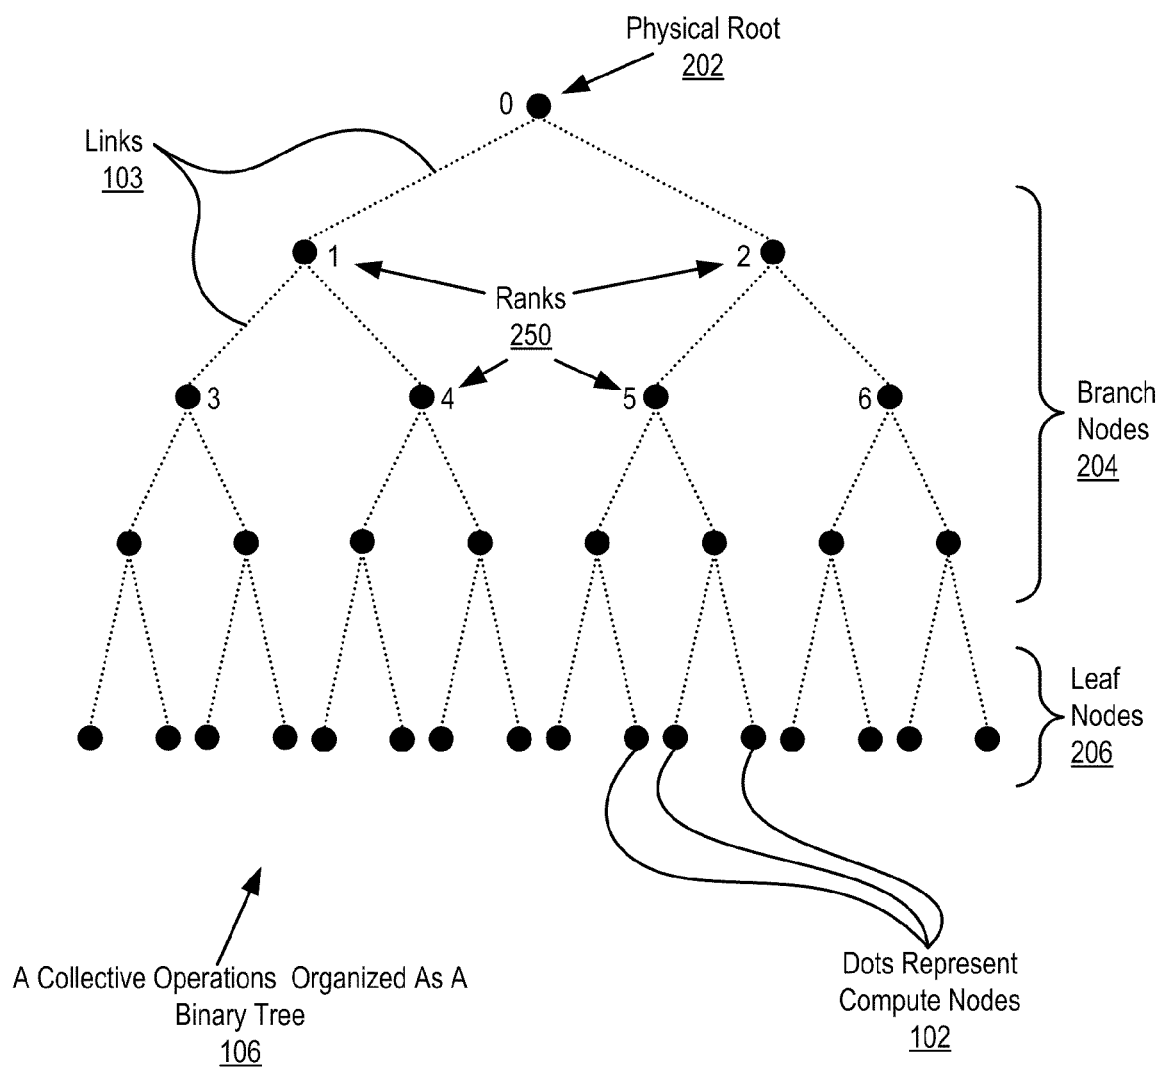 Physical Root
202
0
Links
103
1
2
Ranks
250
3
4
5
6
Branch
Nodes
204
Leaf
Nodes
206
A Collective Operations Organized As A
Binary Tree
106
Dots Represent
Compute Nodes
102